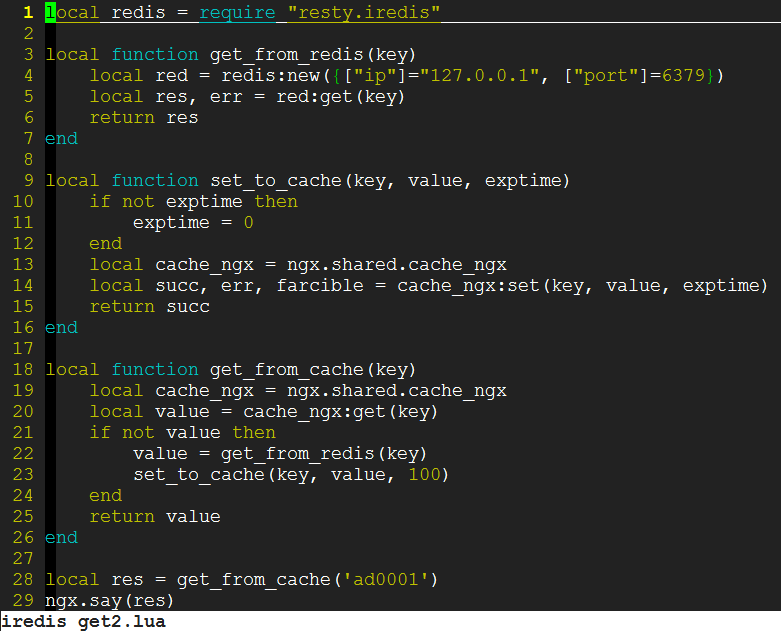 1 local redis = require "resty.iredis"
2
3 local function get_from_redis(key)
4     local red = redis:new({["ip"]="127.0.0.1", ["port"]=6379})
5     local res, err = red:get(key)
6     return res
7 end
8
9 local function set_to_cache(key, value, exptime)
10     if not exptime then
11         exptime = 0
12     end
13     local cache_ngx = ngx.shared.cache_ngx
14     local succ, err, farcible = cache_ngx:set(key, value, exptime)
15     return succ
16 end
17
18 local function get_from_cache(key)
19     local cache_ngx = ngx.shared.cache_ngx
20     local value = cache_ngx:get(key)
21     if not value then
22         value = get_from_redis(key)
23         set_to_cache(key, value, 100)
24     end
25     return value
26 end
27
28 local res = get_from_cache('ad0001')
29 ngx.say(res)
iredis get2.lua